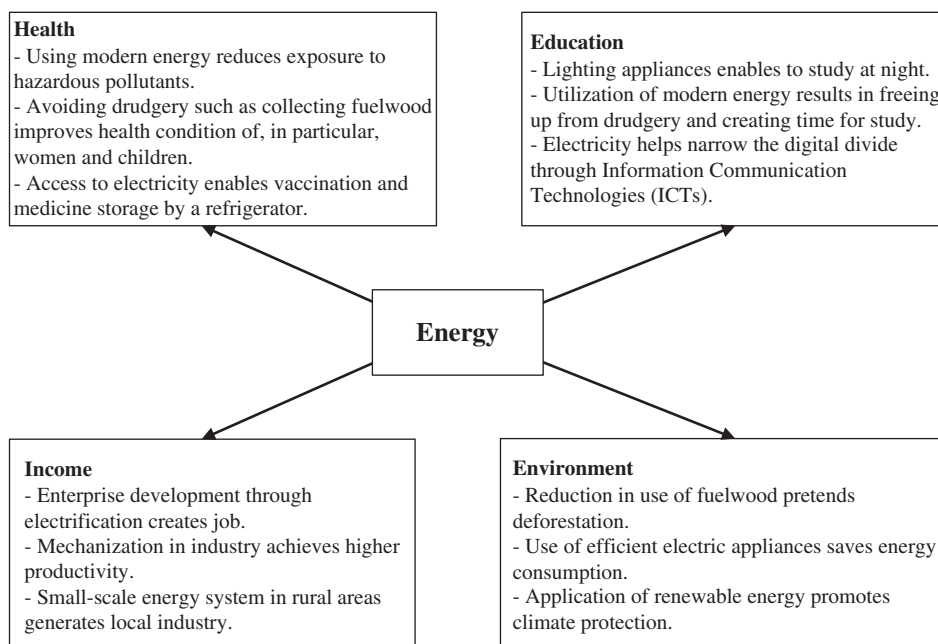 Health
- Using modern energy reduces exposure to
hazardous pollutants.
- Avoiding drudgery such as collecting fuelwood
improves health condition of, in particular,
women and children.
- Access to electricity enables vaccination and
medicine storage by a refrigerator.
Education
- Lighting appliances enables to study at night.
- Utilization of modern energy results in freeing
up from drudgery and creating time for study.
- Electricity helps narrow the digital divide
through Information Communication
Technologies (ICTs).
Energy
Income
- Enterprise development through
electrification creates job.
- Mechanization in industry achieves higher
productivity.
- Small-scale energy system in rural areas
generates local industry.
Environment
- Reduction in use of fuelwood pretends
deforestation.
- Use of efficient electric appliances saves energy
consumption.
- Application of renewable energy promotes
climate protection.